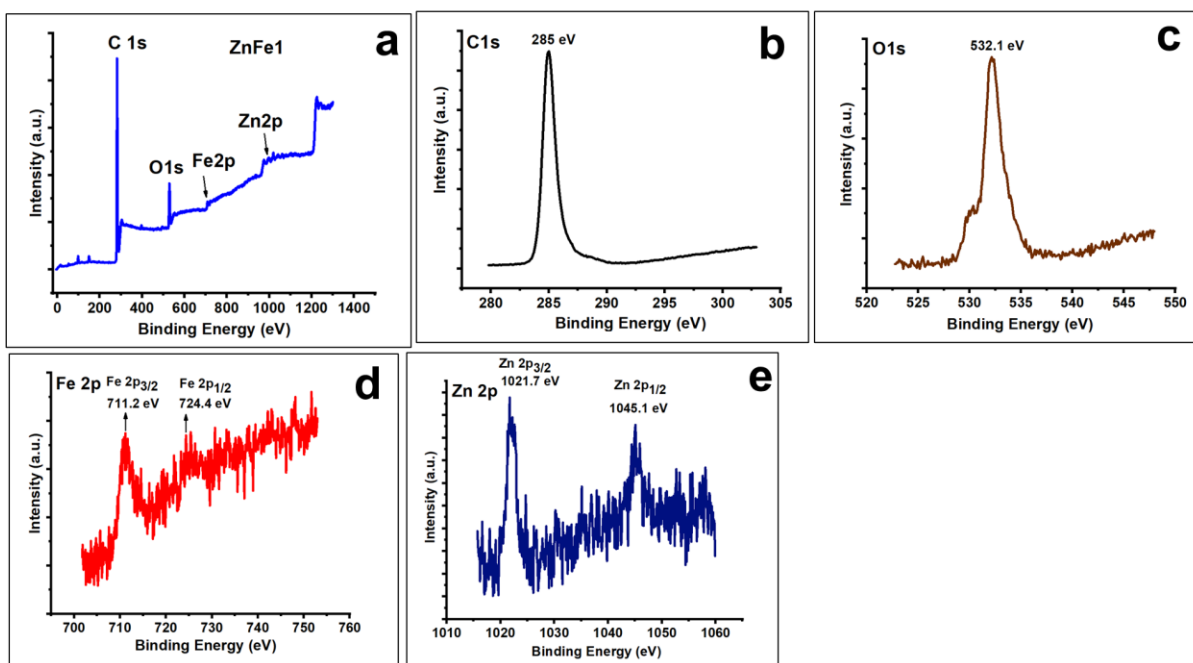 a
C 1s
ZnFe1
Zn2p
O1s
Fe2p
Intensity (a.u.)
0 200 400 600 800 1000 1200 1400
Binding Energy (eV)
b
C1s
285 eV
Intensity (a.u.)
280 285 290 295 300 305
Binding Energy (eV)
c
O1s
532.1 eV
Intensity (a.u.)
520 525 530 535 540 545 550
Binding Energy (eV)
d
Fe 2p
Fe 2p3/2
711.2 eV
Fe 2p1/2
724.4 eV
Intensity (a.u.)
700 710 720 730 740 750 760
Binding Energy (eV)
e
Zn 2p
Zn 2p3/2
1021.7 eV
Zn 2p1/2
1045.1 eV
Intensity (a.u.)
1010 1020 1030 1040 1050 1060
Binding Energy (eV)